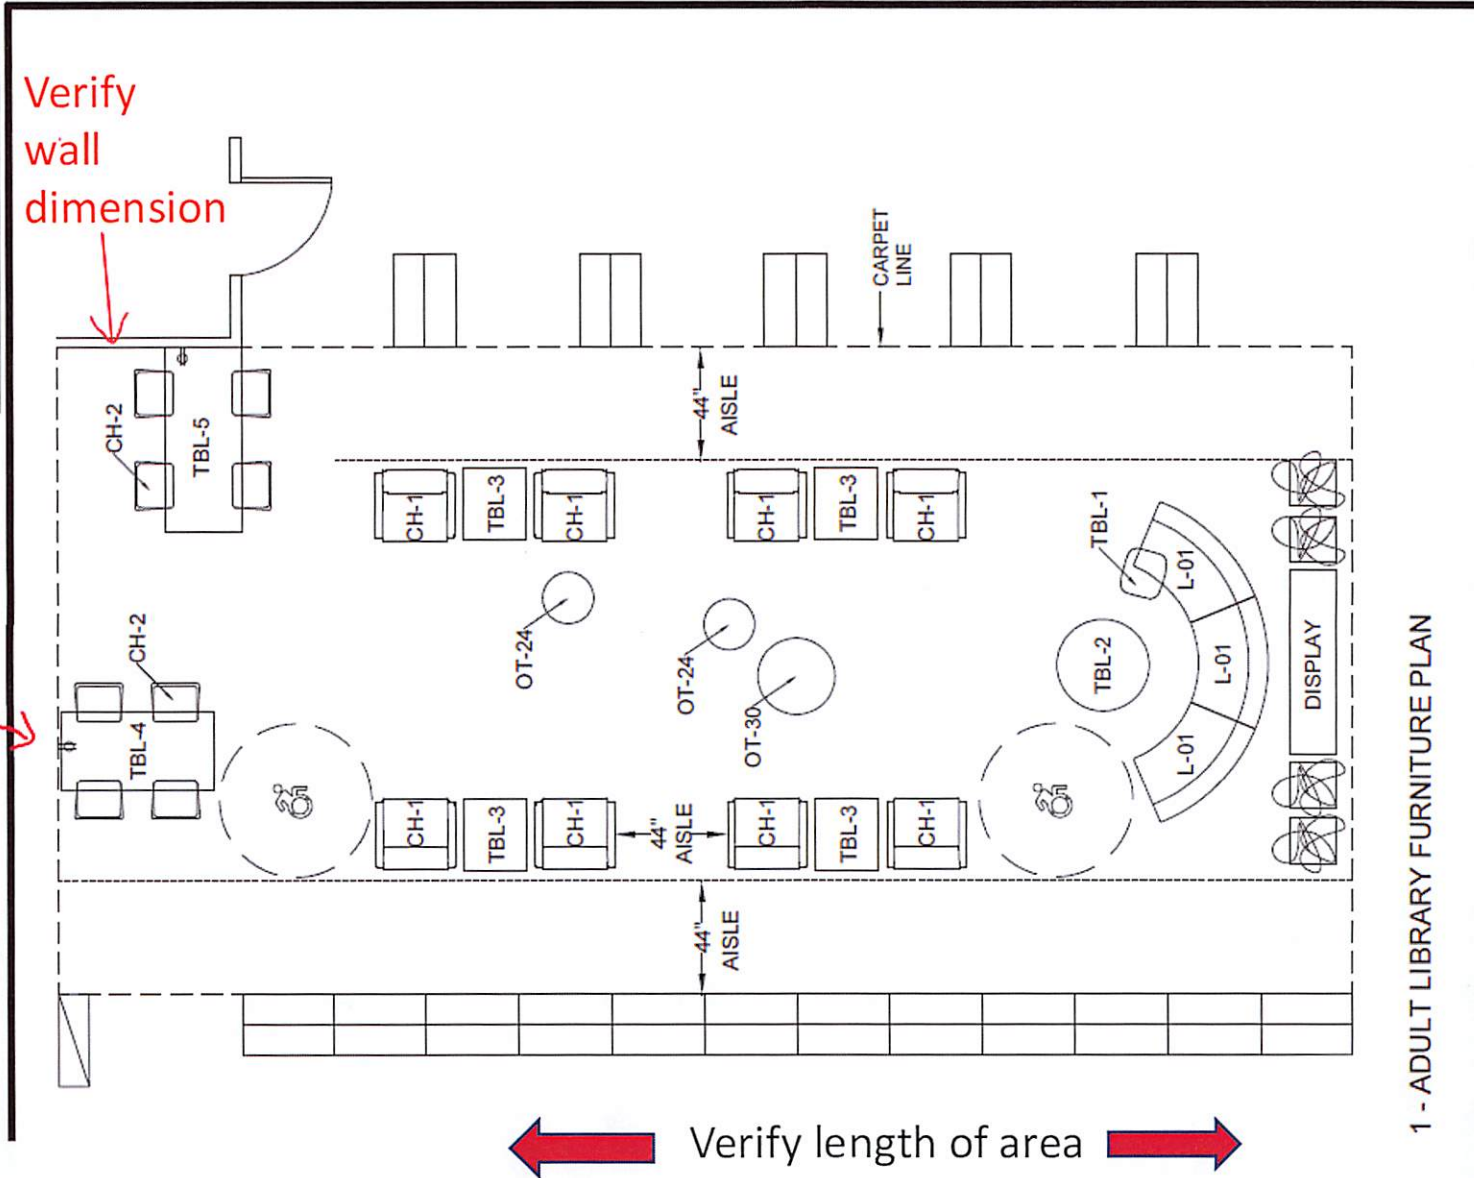 Verify
wall
dimension
CARPET
LINE
44"
AISLE
CH-2
TBL-5
CH-1
TBL-3
CH-1
CH-1
TBL-3
CH-1
TBL-1
L-01
CH-2
OT-24
OT-24
TBL-2
L-01
DISPLAY
TBL-4
OT-30
L-01
CH-1
TBL-3
CH-1
44"
AISLE
CH-1
TBL-3
CH-1
44"
AISLE
1 - ADULT LIBRARY FURNITURE PLAN
Verify length of area